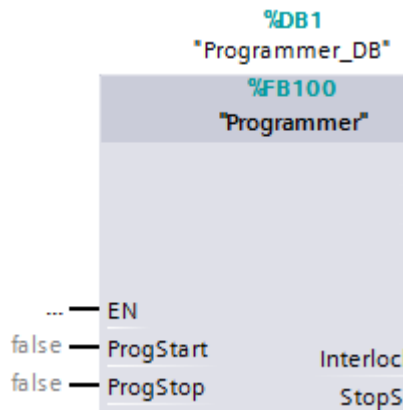 %DB1
"Programmer_DB"
%FB100
"Programmer"
... EN
false ProgStart
Interloc
false ProgStop
StopS